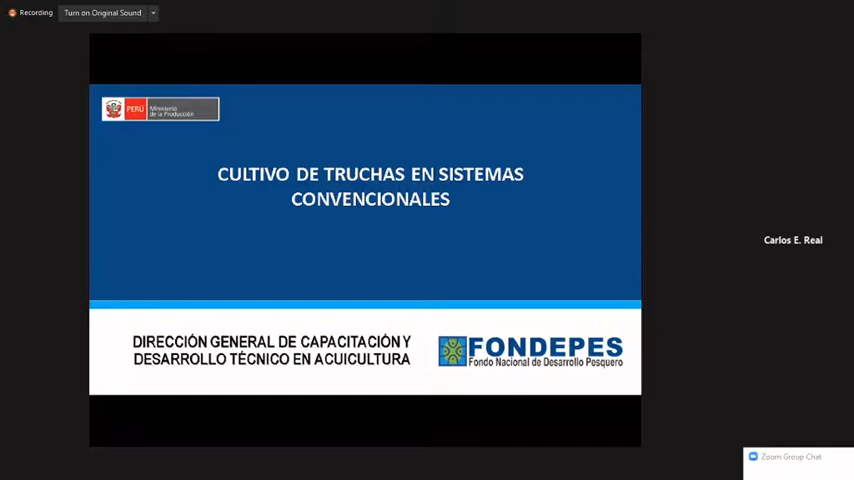 Recording
Turn on Original Sound
PERÚ
Ministerio
de la Producción
CULTIVO DE TRUCHAS EN SISTEMAS
CONVENCIONALES
Carlos E. Real
DIRECCIÓN GENERAL DE CAPACITACIÓN Y
DESARROLLO TÉCNICO EN ACUICULTURA
FONDEPES
Fondo Nacional de Desarrollo Pesquero
Zoom Group Chat